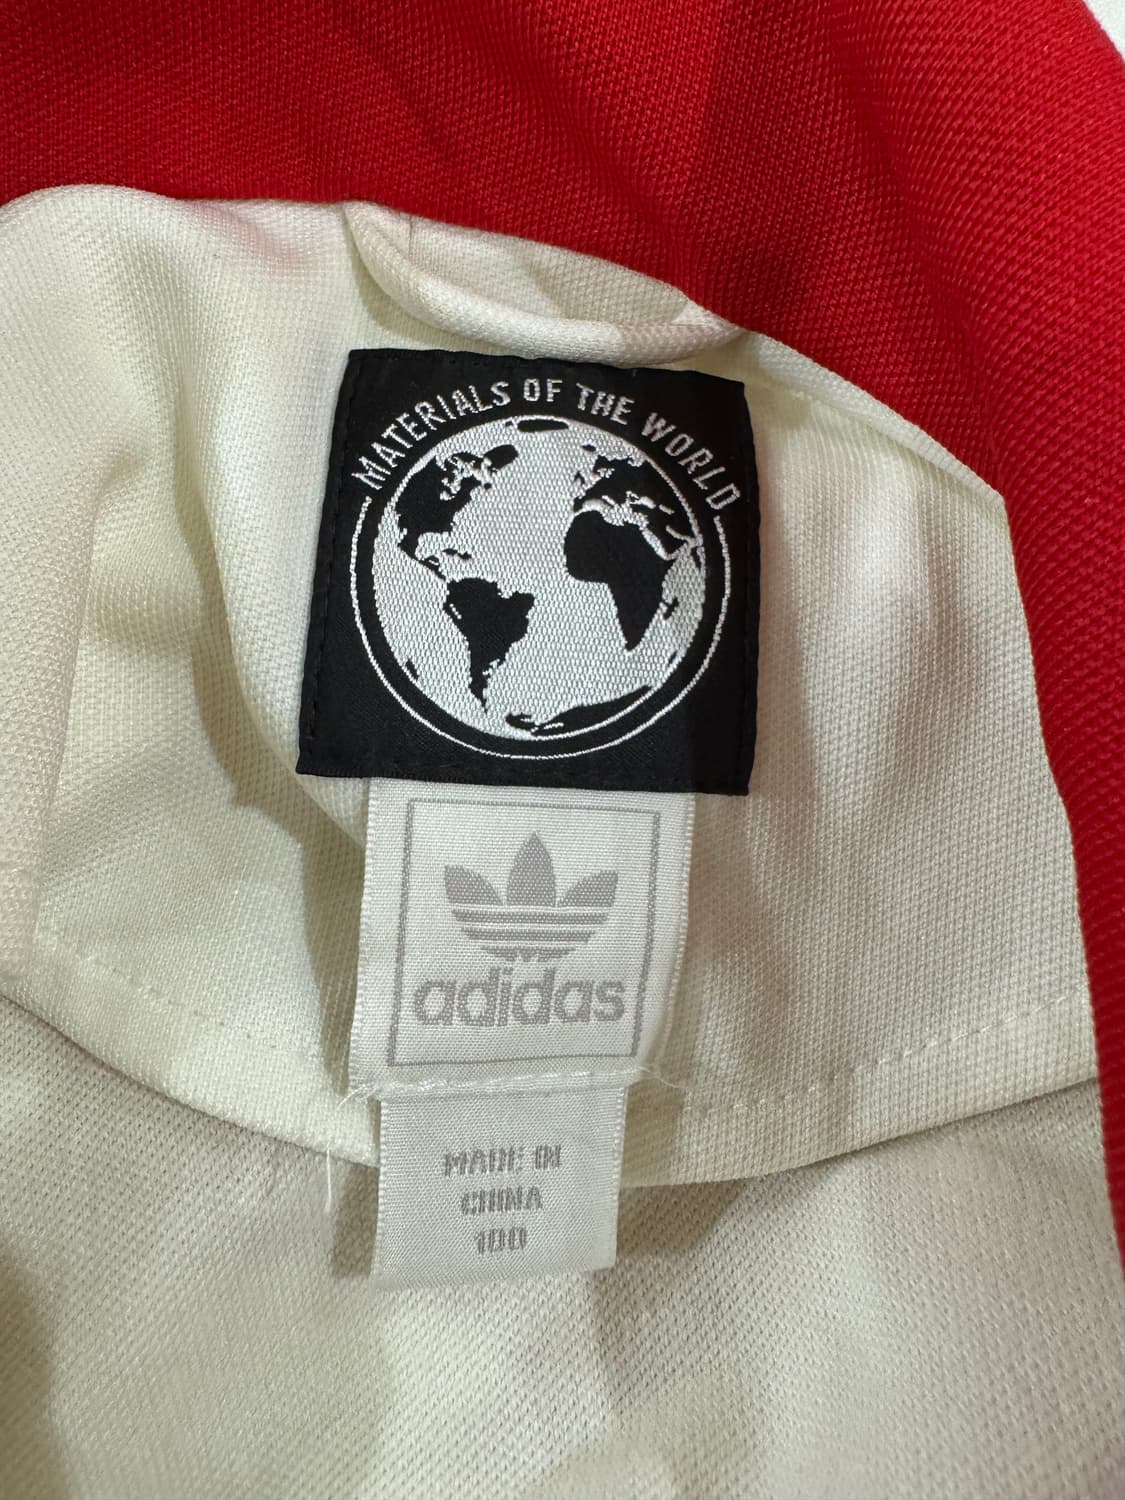 MATERIALS OF THE WORLD
adidas
MADE IN
CHINA
100